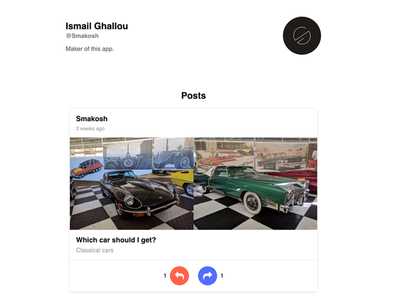 Ismail Ghallou
@Smakosh
Maker of this app.
Posts
Smakosh
3 weeks ago
Which car should I get?
Classical cars
1 1